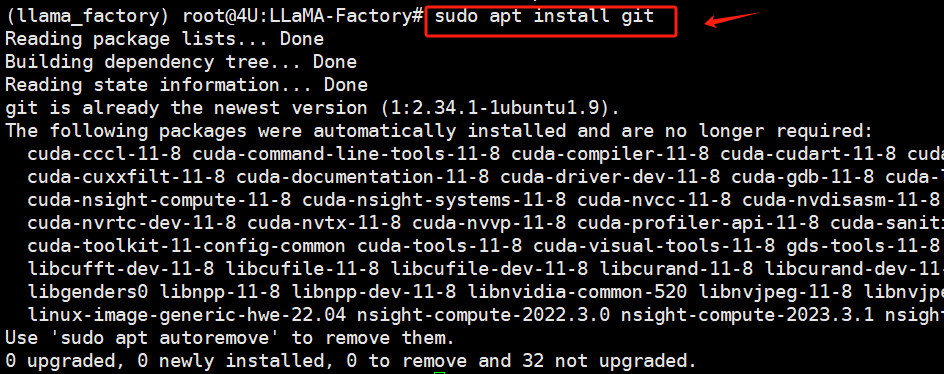 (llama_factory) root@4U:LLaMA-Factory# sudo apt install git
Reading package lists... Done
Building dependency tree... Done
Reading state information... Done
git is already the newest version (1:2.34.1-1ubuntu1.9).
The following packages were automatically installed and are no longer required:
cuda-cccl-11-8 cuda-command-line-tools-11-8 cuda-compiler-11-8 cuda-cudart-11-8 cuda
cuda-cuxxfilt-11-8 cuda-documentation-11-8 cuda-driver-dev-11-8 cuda-gdb-11-8 cuda-
cuda-nsight-compute-11-8 cuda-nsight-systems-11-8 cuda-nvcc-11-8 cuda-nvdisasm-11-8
cuda-nvrtc-dev-11-8 cuda-nvtx-11-8 cuda-nvvp-11-8 cuda-profiler-api-11-8 cuda-saniti
cuda-toolkit-11-config-common cuda-tools-11-8 cuda-visual-tools-11-8 gds-tools-11-8
libcufft-dev-11-8 libcufile-11-8 libcufile-dev-11-8 libcurand-11-8 libcurand-dev-11-
libgenders0 libnpp-11-8 libnpp-dev-11-8 libnvidia-common-520 libnvjpeg-11-8 libnvjpe
linux-image-generic-hwe-22.04 nsight-compute-2022.3.0 nsight-compute-2023.3.1 nsight
Use 'sudo apt autoremove' to remove them.
0 upgraded, 0 newly installed, 0 to remove and 32 not upgraded.